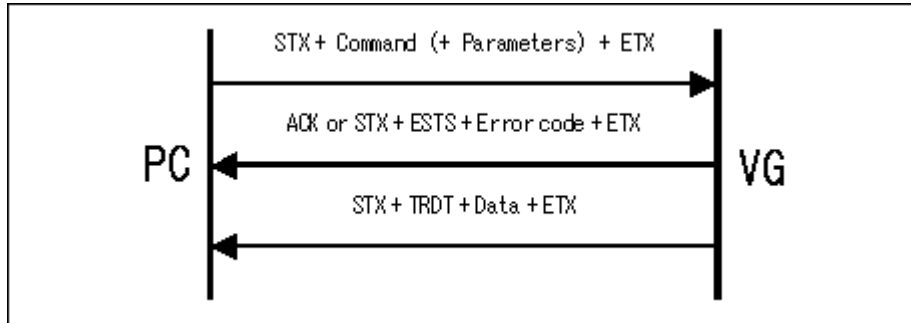 STX + Command (+ Parameters) + ETX
ACK or STX + ESTS + Error code + ETX
PC
VG
STX + TRDT + Data + ETX